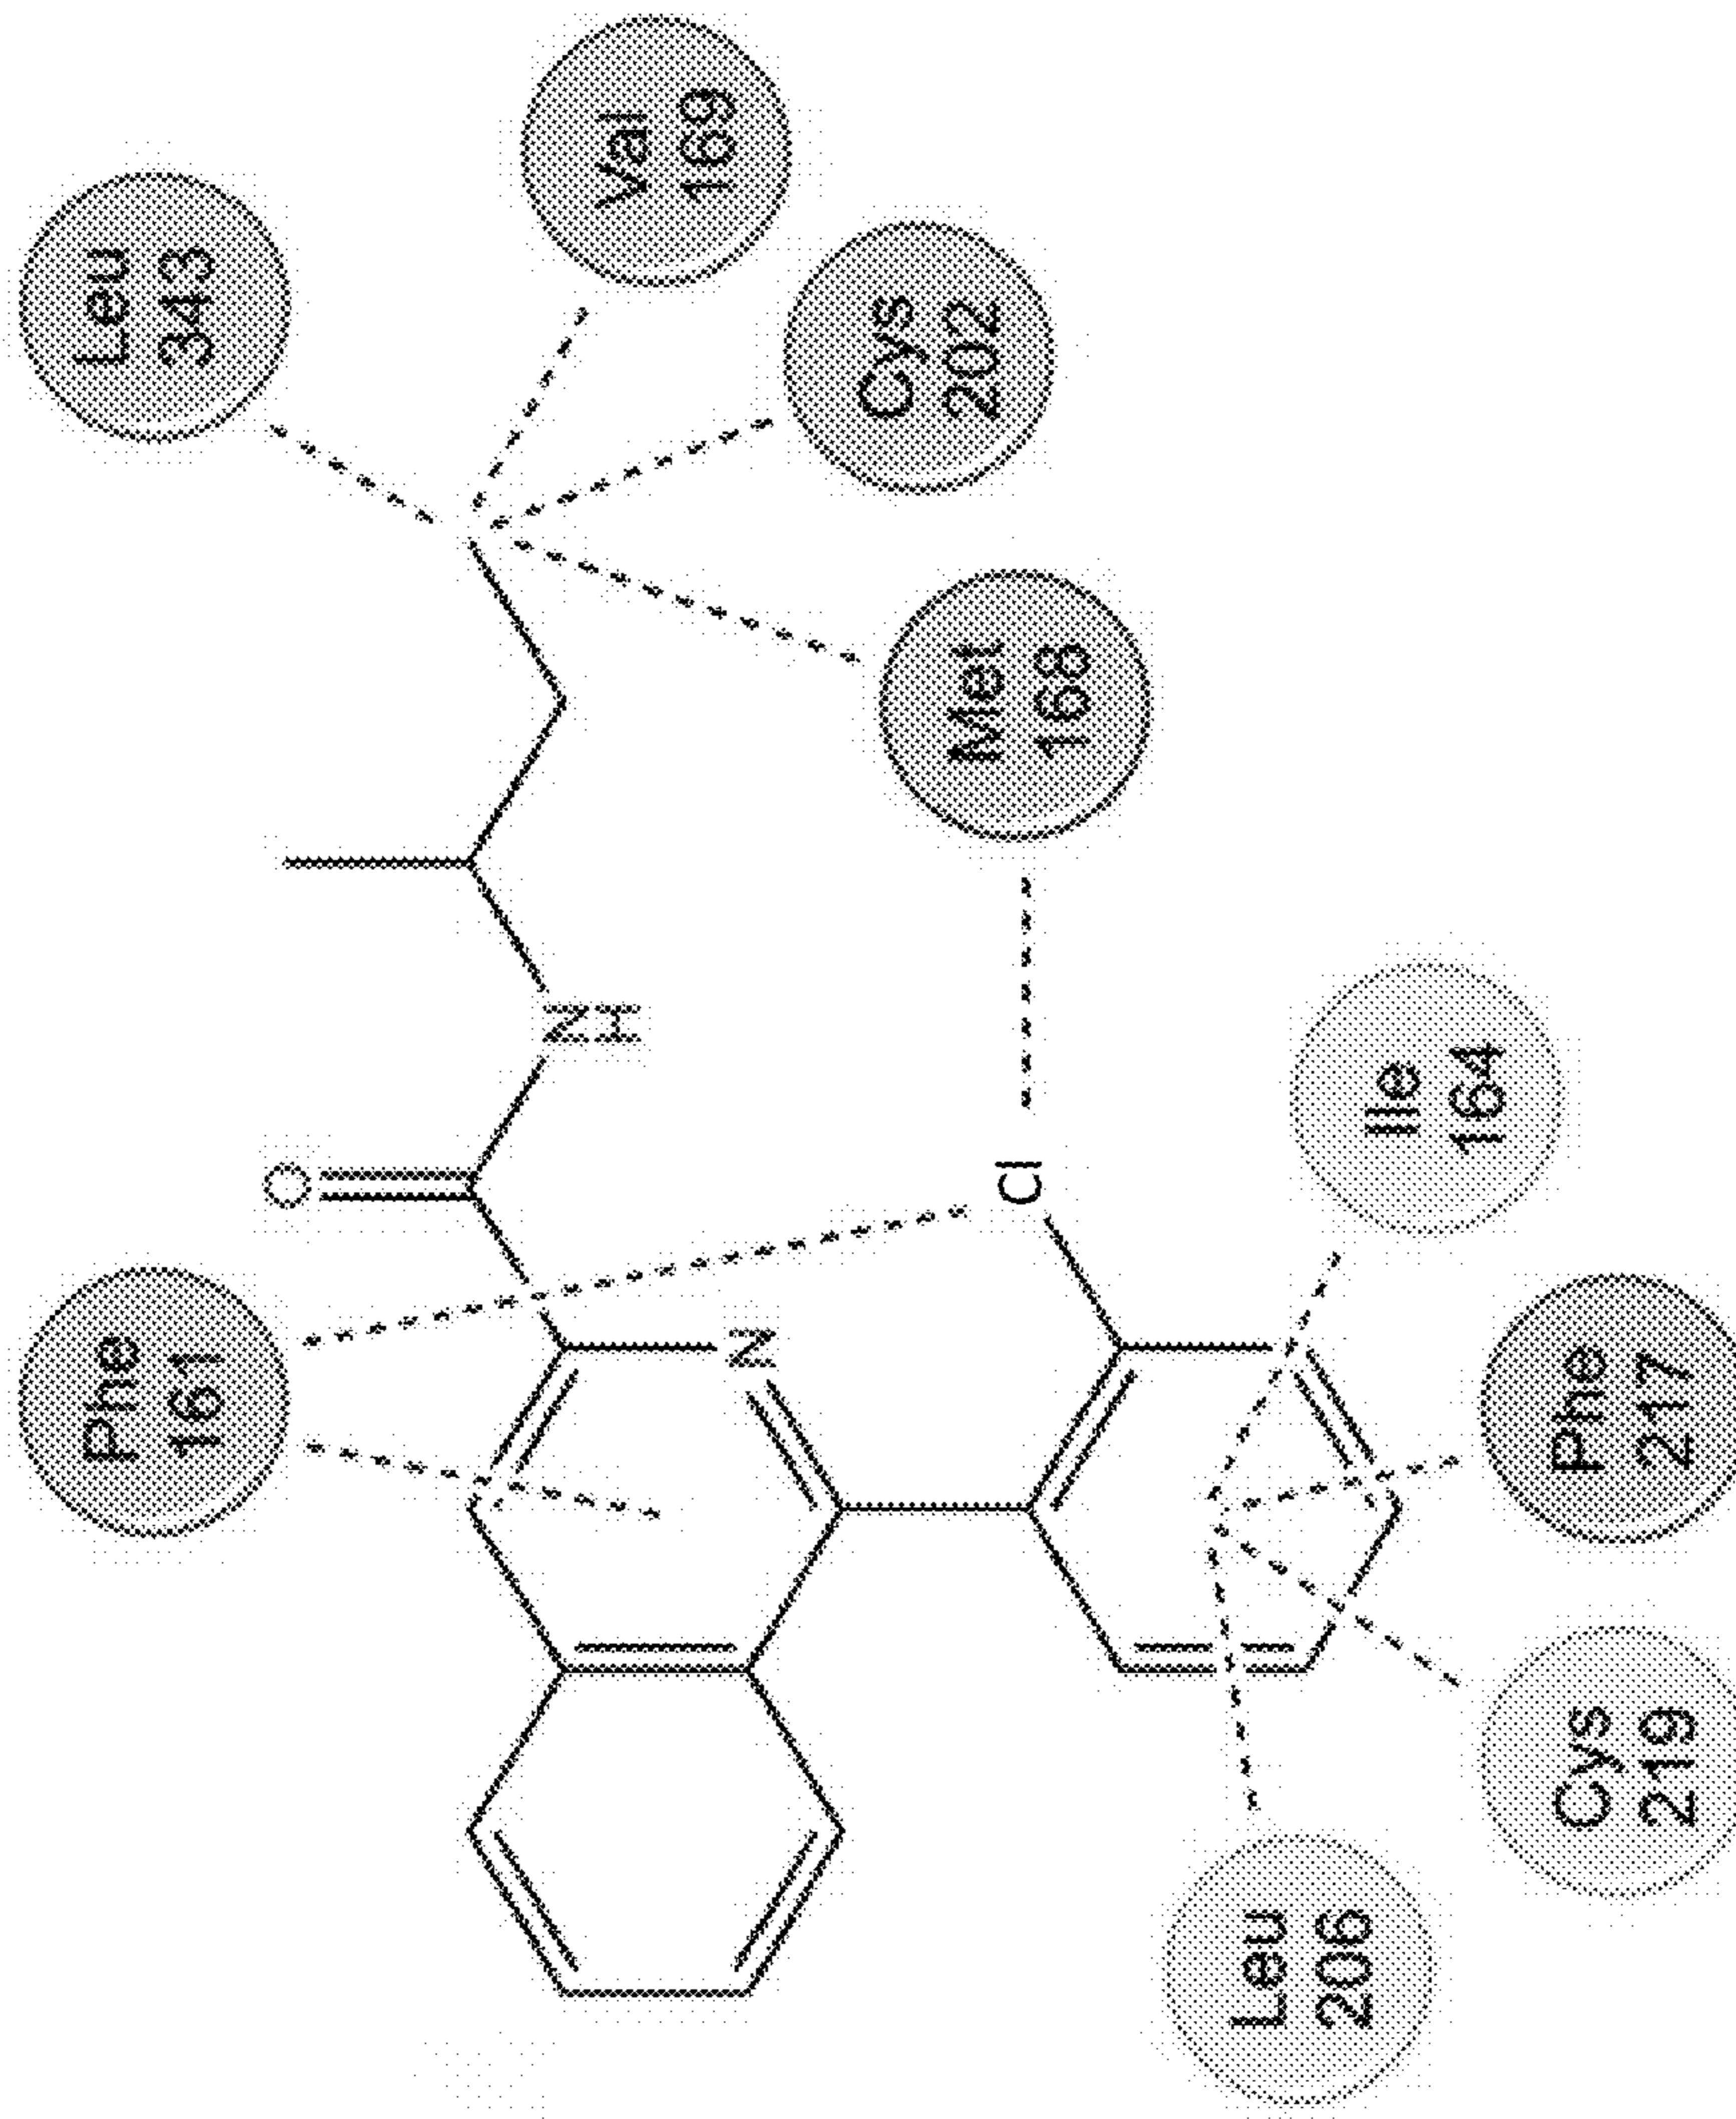 Leu
343
Val
169
Cys
202
Met
168
Phe
161
O
NH
N
Cl
Ile
164
Phe
217
Cys
219
Leu
206